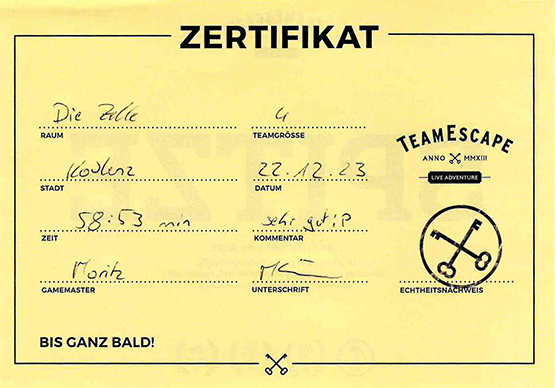 ZERTIFIKAT
Die Zelle
4
RAUM
TEAMGRÖSSE
TEAMESCAPE
ANNO MMXIII
LIVE ADVENTURE
Koblenz
22.12.23
STADT
DATUM
58:53 min
sehr gut ;P
ZEIT
KOMMENTAR
Moritz
GAMEMASTER
UNTERSCHRIFT
ECHTHEITSNACHWEIS
BIS GANZ BALD!